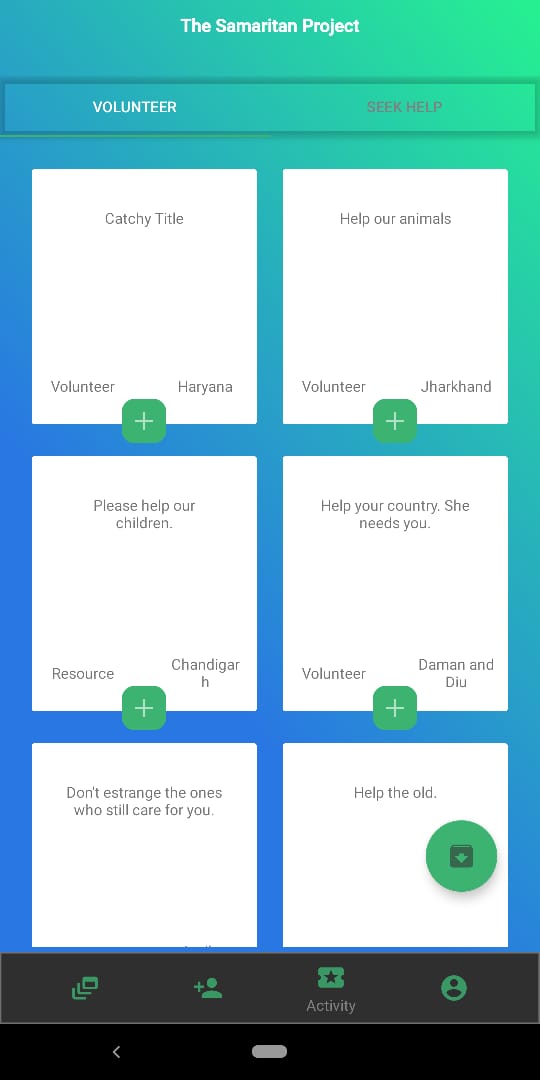 The Samaritan Project
VOLUNTEER
SEEK HELP
Catchy Title
Volunteer
Haryana
Help our animals
Volunteer
Jharkhand
Please help our
children.
Resource
Chandigar
h
Help your country. She
needs you.
Volunteer
Daman and
Diu
Don't estrange the ones
who still care for you.
Help the old.
Activity